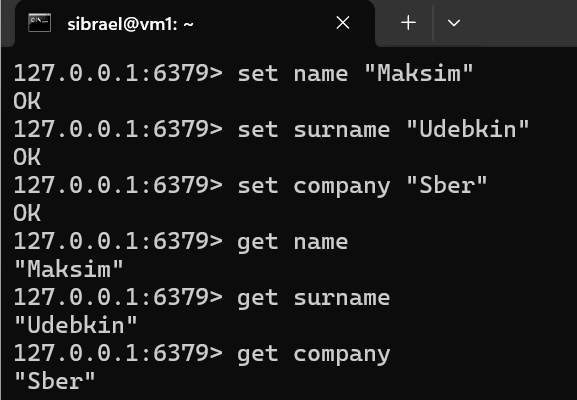 sibrael@vm1: ~
127.0.0.1:6379> set name "Maksim"
OK
127.0.0.1:6379> set surname "Udebkin"
OK
127.0.0.1:6379> set company "Sber"
OK
127.0.0.1:6379> get name
"Maksim"
127.0.0.1:6379> get surname
"Udebkin"
127.0.0.1:6379> get company
"Sber"